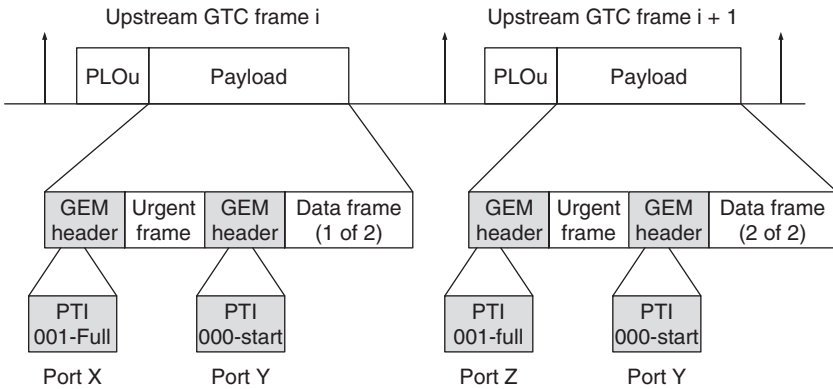 Upstream GTC frame i
Upstream GTC frame i + 1
PLOu
Payload
PLOu
Payload
GEM
header
Urgent
frame
GEM
header
Data frame
(1 of 2)
GEM
header
Urgent
frame
GEM
header
Data frame
(2 of 2)
PTI
001-Full
PTI
000-start
PTI
001-full
PTI
000-start
Port X
Port Y
Port Z
Port Y